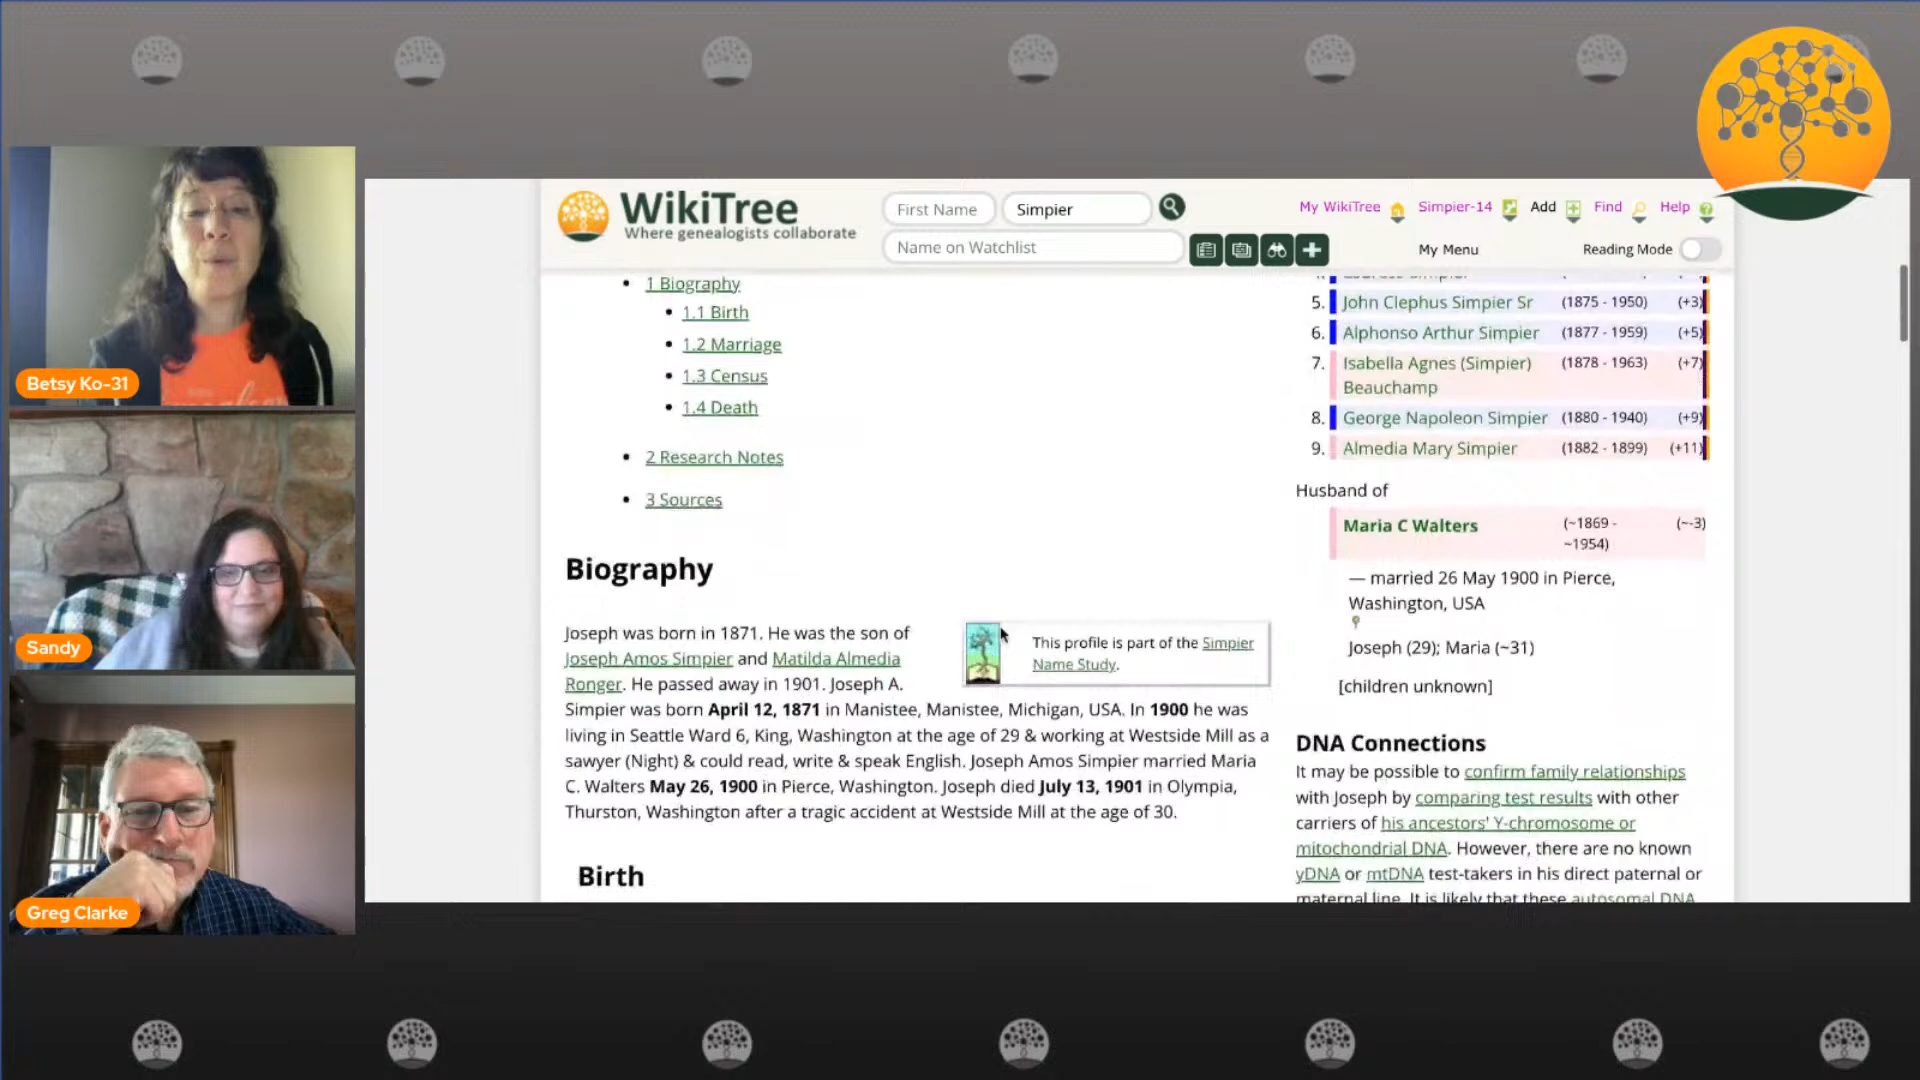 Betsy Ko-31
Sandy
Greg Clarke
WikiTree
Where genealogists collaborate
First Name
Simpier
Name on Watchlist
My WikiTree
Simpier-14
Add
Find
Help
My Menu
Reading Mode
1 Biography
1.1 Birth
1.2 Marriage
1.3 Census
1.4 Death
2 Research Notes
3 Sources
Biography
Joseph was born in 1871. He was the son of
Joseph Amos Simpier and Matilda Almedia
Ronger. He passed away in 1901. Joseph A.
Simpier was born April 12, 1871 in Manistee, Manistee, Michigan, USA. In 1900 he was
living in Seattle Ward 6, King, Washington at the age of 29 & working at Westside Mill as a
sawyer (Night) & could read, write & speak English. Joseph Amos Simpier married Maria
C. Walters May 26, 1900 in Pierce, Washington. Joseph died July 13, 1901 in Olympia,
Thurston, Washington after a tragic accident at Westside Mill at the age of 30.
This profile is part of the Simpier
Name Study.
Birth
5. John Clephus Simpier Sr (1875 - 1950) (+3)
6. Alphonso Arthur Simpier (1877 - 1959) (+5)
7. Isabella Agnes (Simpier) (1878 - 1963) (+7)
Beauchamp
8. George Napoleon Simpier (1880 - 1940) (+9)
9. Almedia Mary Simpier (1882 - 1899) (+11)
Husband of
Maria C Walters (~1869 - (~-3)
~1954)
— married 26 May 1900 in Pierce,
Washington, USA
Joseph (29); Maria (~31)
[children unknown]
DNA Connections
It may be possible to confirm family relationships
with Joseph by comparing test results with other
carriers of his ancestors' Y-chromosome or
mitochondrial DNA. However, there are no known
yDNA or mtDNA test-takers in his direct paternal or
maternal line. It is likely that these autosomal DNA